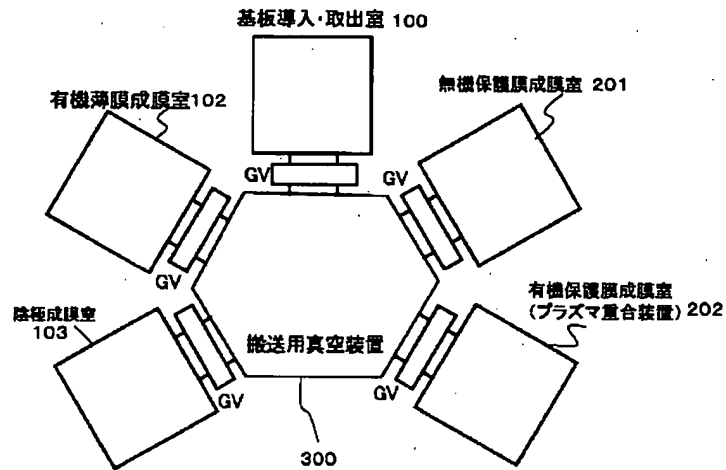 基板導入・取出室 100
有機薄膜成膜室102
無機保護膜成膜室 201
GV
GV
GV
GV
GV
陰極成膜室
103
搬送用真空装置
有機保護膜成膜室
(プラズマ重合装置) 202
300